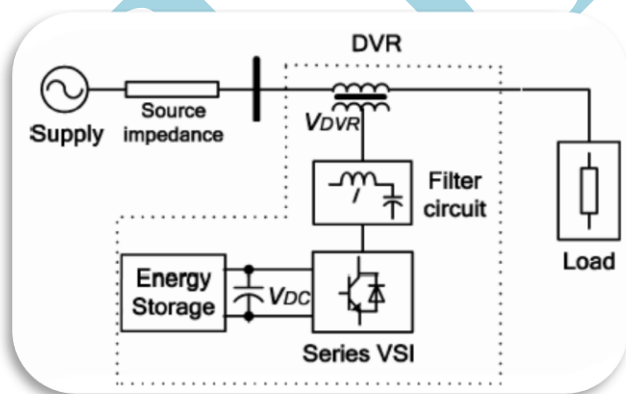 DVR
Supply
Source
impedance
VDVR
Filter
circuit
Load
Energy
Storage
VDC
Series VSI